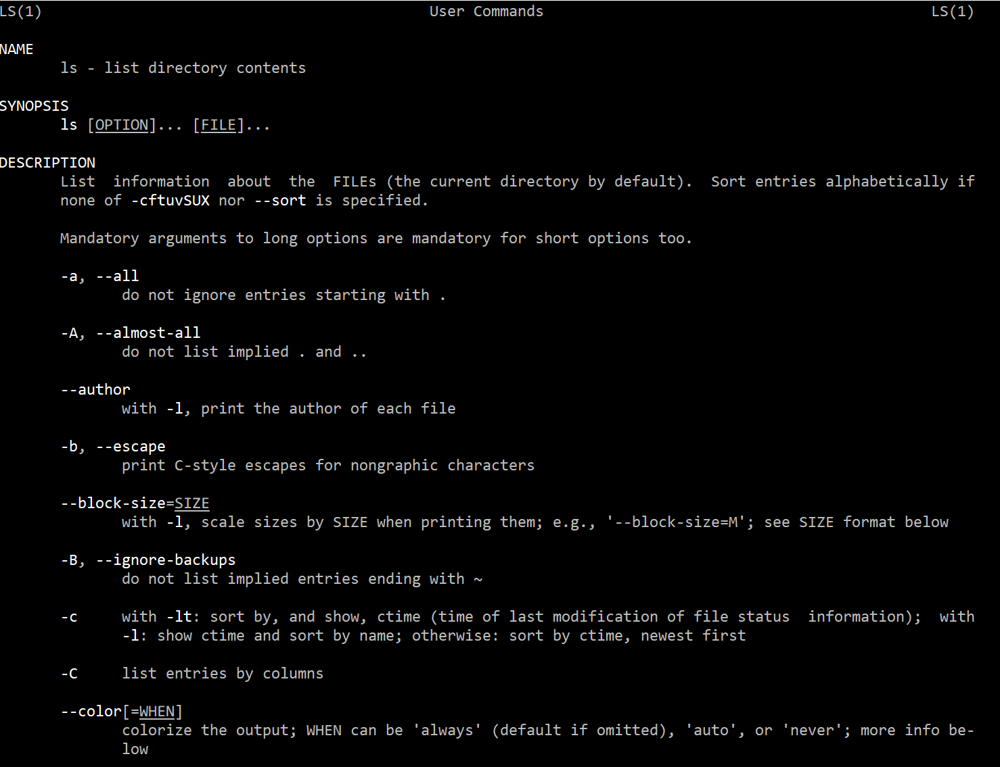 LS(1) User Commands LS(1)
NAME
ls - list directory contents
SYNOPSIS
ls [OPTION]... [FILE]...
DESCRIPTION
List information about the FILEs (the current directory by default). Sort entries alphabetically if
none of -cftuvSUX nor --sort is specified.
Mandatory arguments to long options are mandatory for short options too.
-a, --all
do not ignore entries starting with .
-A, --almost-all
do not list implied . and ..
--author
with -l, print the author of each file
-b, --escape
print C-style escapes for nongraphic characters
--block-size=SIZE
with -l, scale sizes by SIZE when printing them; e.g., '--block-size=M'; see SIZE format below
-B, --ignore-backups
do not list implied entries ending with ~
-c with -lt: sort by, and show, ctime (time of last modification of file status information); with
-l: show ctime and sort by name; otherwise: sort by ctime, newest first
-C list entries by columns
--color[=WHEN]
colorize the output; WHEN can be 'always' (default if omitted), 'auto', or 'never'; more info be-
low